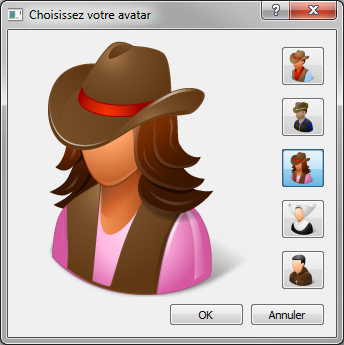 Choisissez votre avatar
OK
Annuler